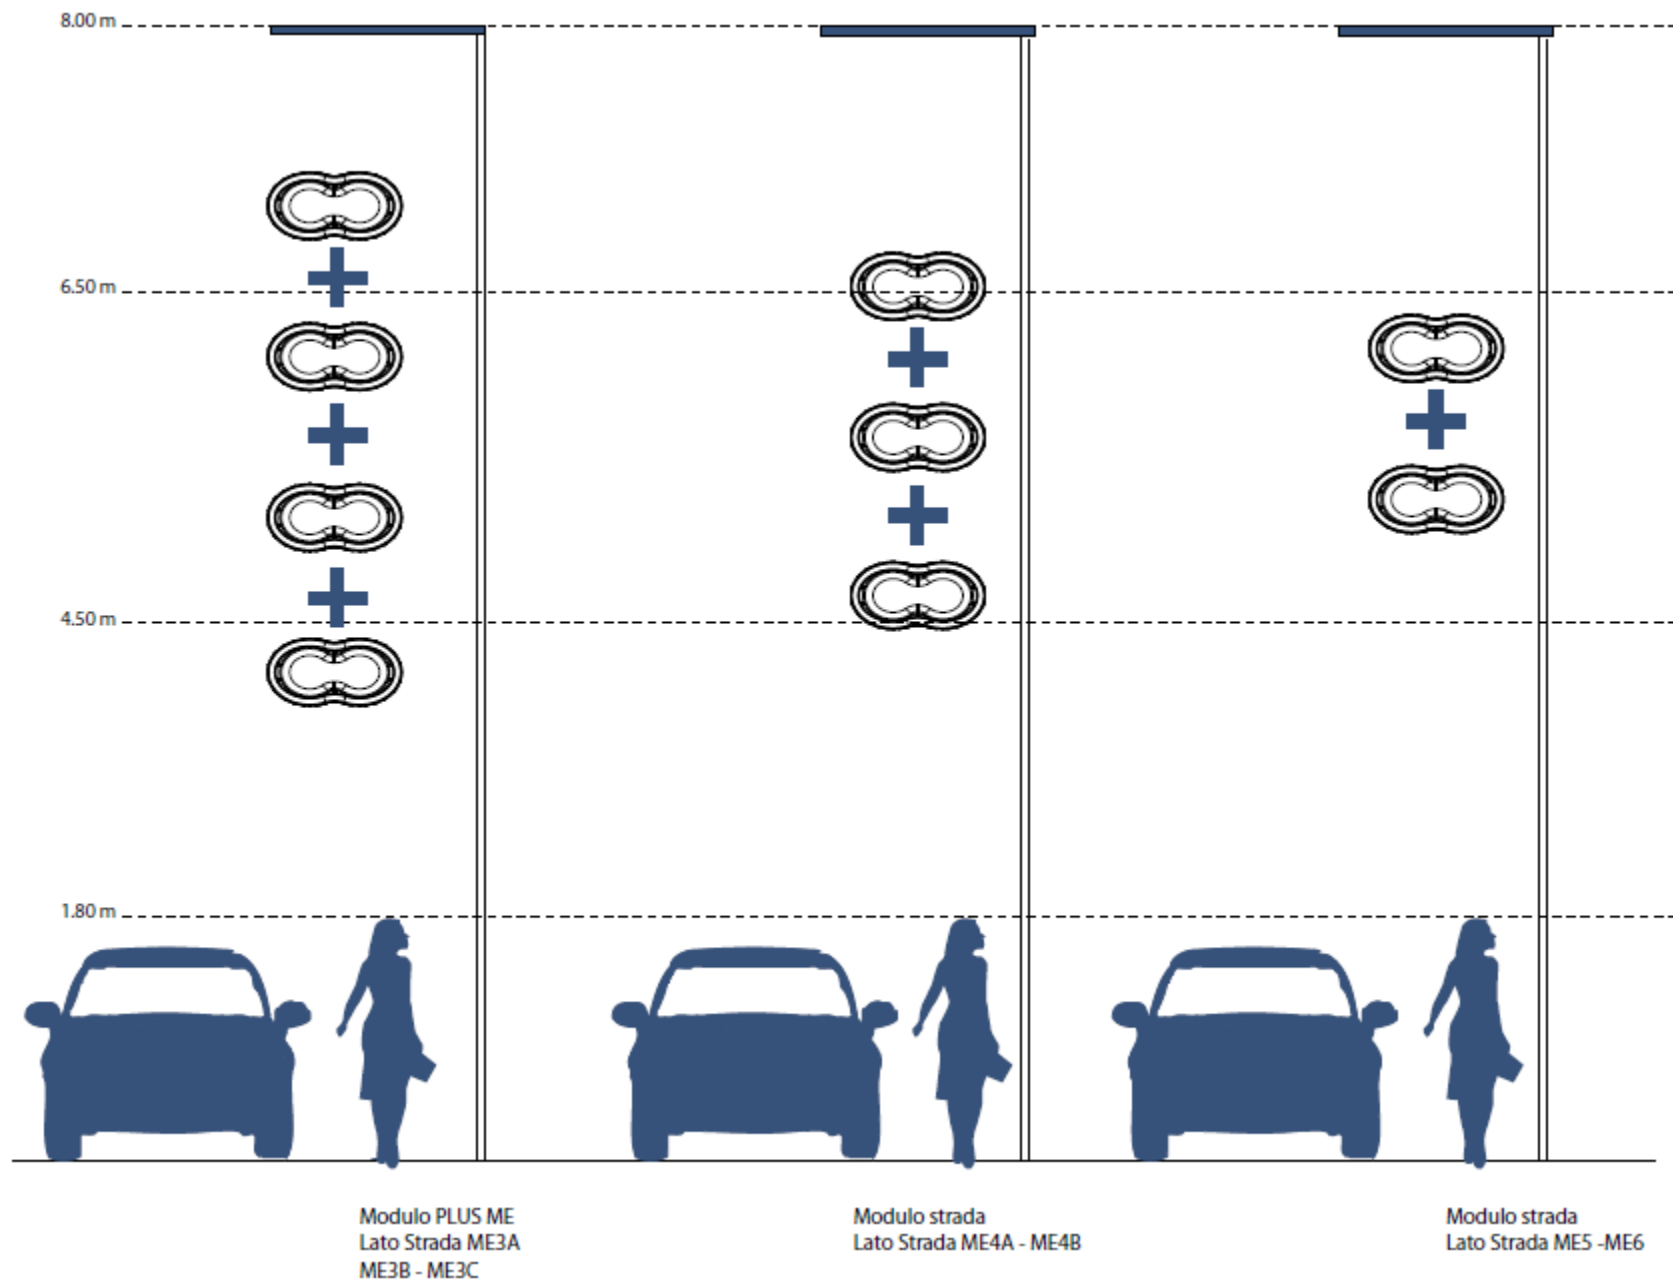 8.00 m
6.50 m
4.50 m
1.80 m
Modulo PLUS ME
Lato Strada ME3A
ME3B - ME3C
Modulo strada
Lato Strada ME4A - ME4B
Modulo strada
Lato Strada ME5 -ME6